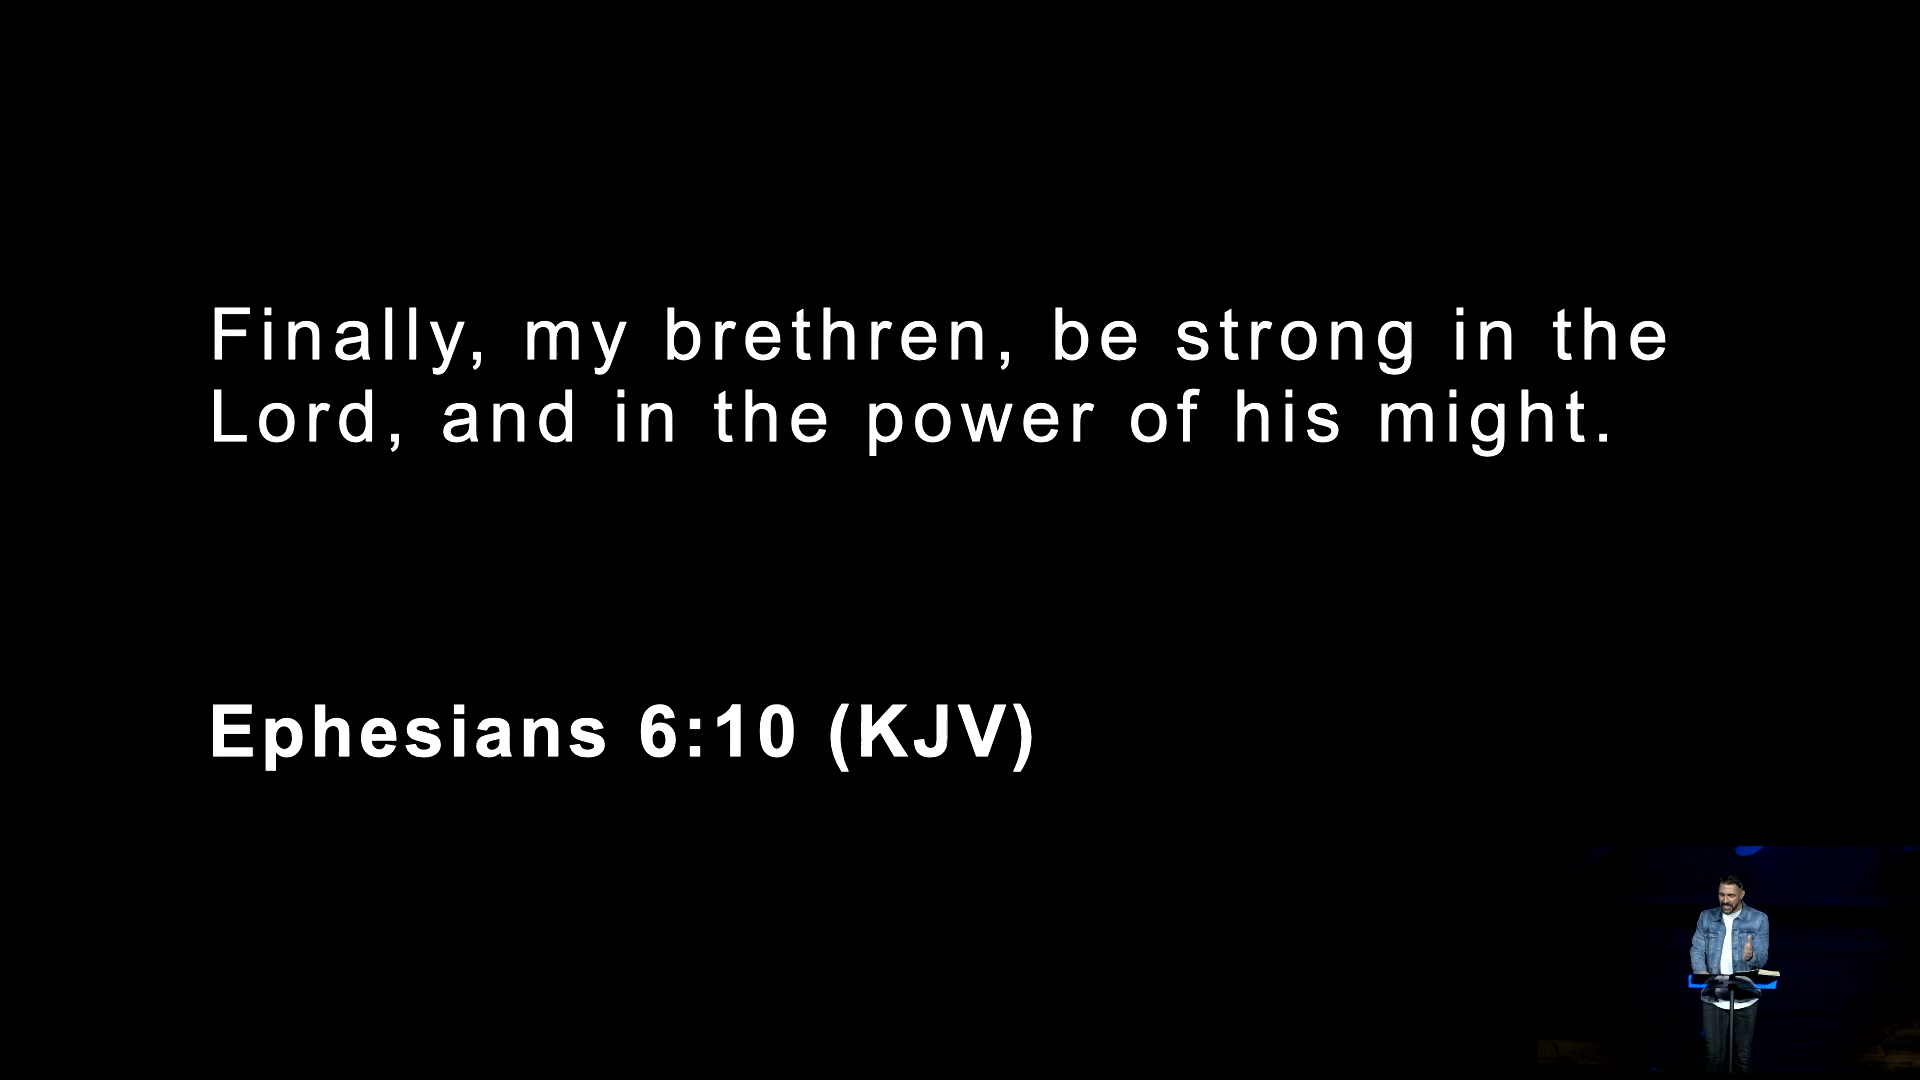 Finally, my brethren, be strong in the
Lord, and in the power of his might.
Ephesians 6:10 (KJV)